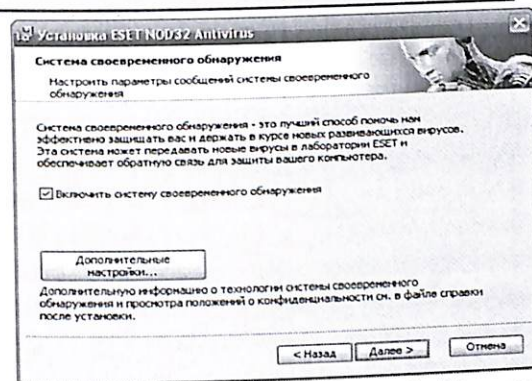 Установка ESET NOD32 Antivirus
Система своевременного обнаружения
Настроить параметры сообщений системы своевременного
обнаружения
Система своевременного обнаружения - это лучший способ помочь нам
эффективно защищать вас и держать в курсе новых развивающихся вирусов.
Эта система может передавать новые вирусы в лаборатории ESET и
обеспечивает обратную связь для защиты вашего компьютера.
Включить систему своевременного обнаружения
Дополнительные
настройки...
Дополнительную информацию о технологии системы своевременного
обнаружения и просмотра положений о конфиденциальности см. в файле справки
после установки.
< Назад Далее > Отмена